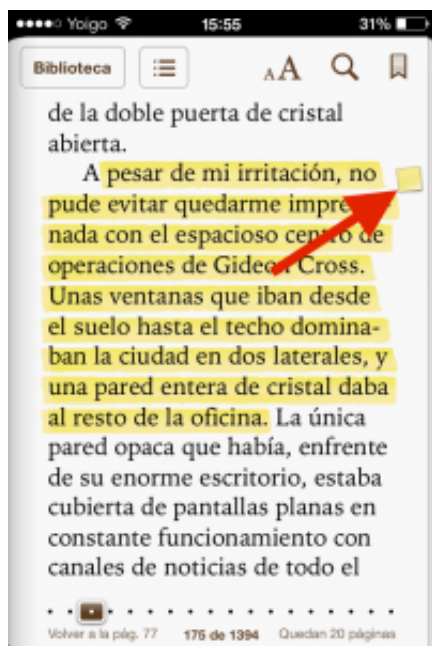 Yoigo 15:55 31%
Biblioteca AA
de la doble puerta de cristal
abierta.
A pesar de mi irritación, no
pude evitar quedarme
nada con el espacioso centro de
operaciones de Gideon Cross.
Unas ventanas que iban desde
el suelo hasta el techo domina-
ban la ciudad en dos laterales, y
una pared entera de cristal daba
al resto de la oficina. La única
pared opaca que había, enfrente
de su enorme escritorio, estaba
cubierta de pantallas planas en
constante funcionamiento con
canales de noticias de todo el
Volver a la pág. 77 175 de 1394 Quedan 20 páginas